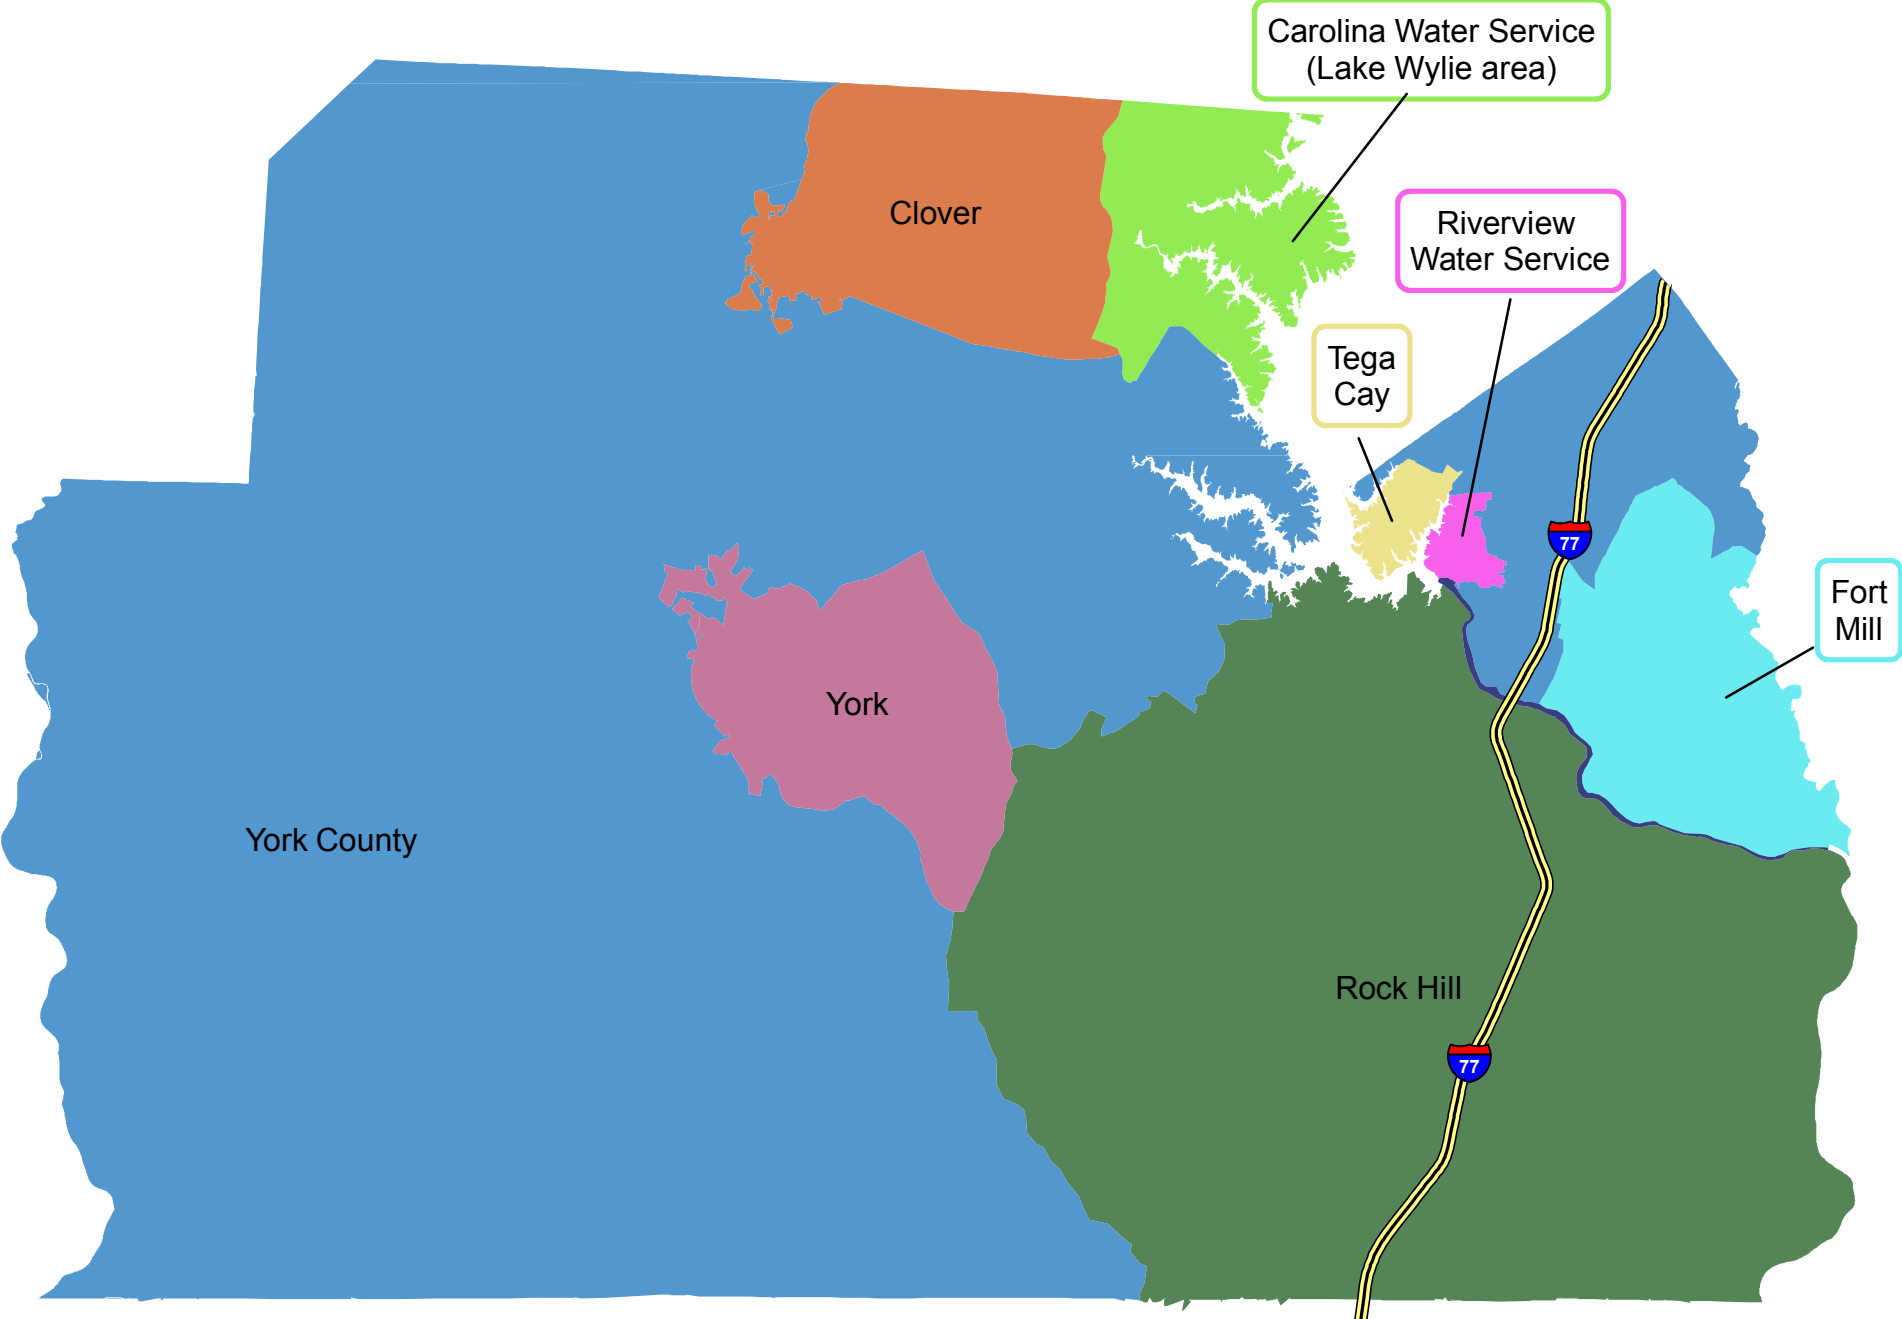 Carolina Water Service
(Lake Wylie area)
Clover
Riverview
Water Service
Tega
Cay
77
Fort
Mill
York
York County
Rock Hill
77